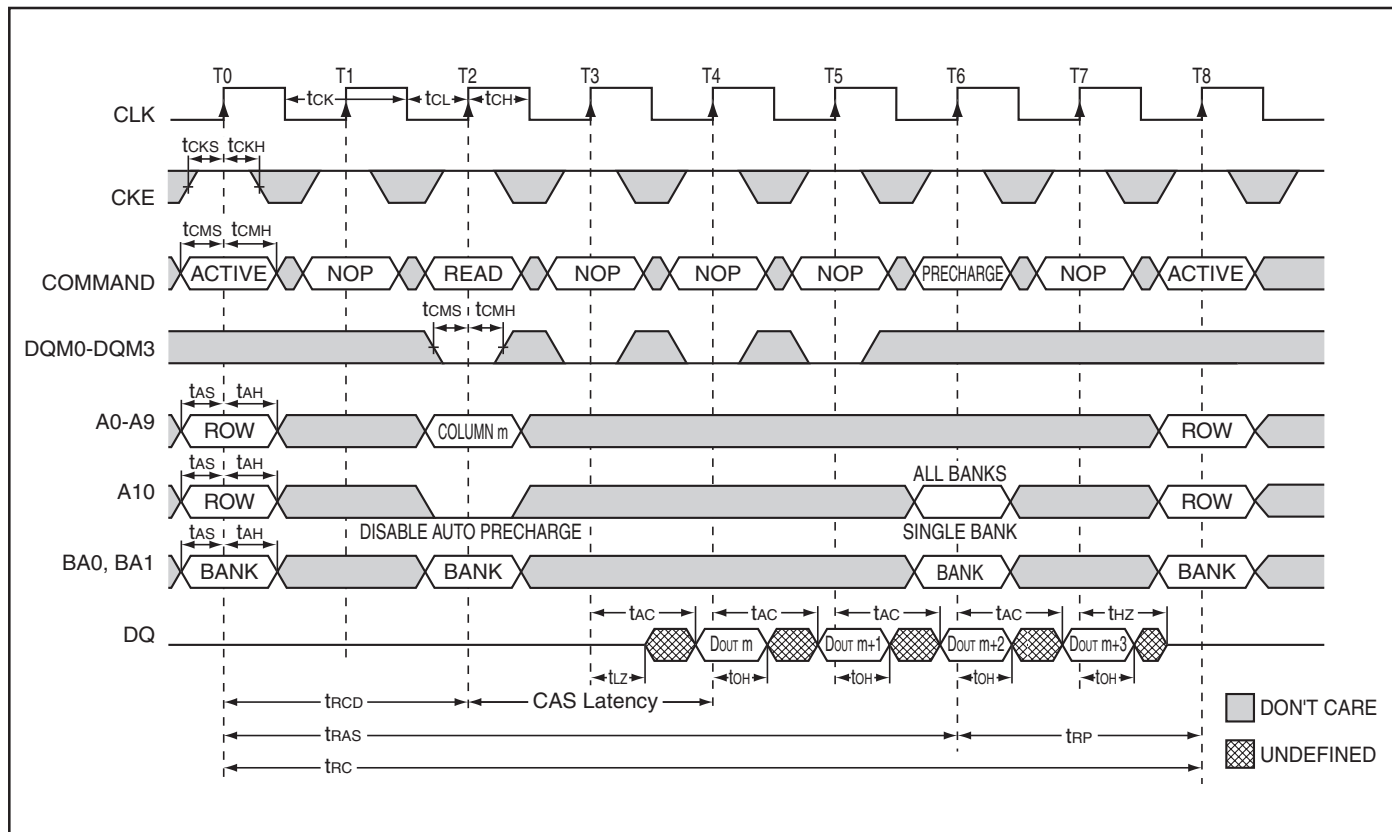 T0 T1 T2 T3 T4 T5 T6 T7 T8
tCK tCL tCH
CLK
tCKS tCKH
CKE
tCMS tCMH
COMMAND ACTIVE NOP READ NOP NOP NOP PRECHARGE NOP ACTIVE
tCMS tCMH
DQM0-DQM3
tAS tAH
A0-A9 ROW COLUMN m ROW
tAS tAH ALL BANKS
A10 ROW ROW
DISABLE AUTO PRECHARGE SINGLE BANK
tAS tAH
BA0, BA1 BANK BANK BANK BANK
tAC tAC tAC tAC tHZ
DQ DOUT m DOUT m+1 DOUT m+2 DOUT m+3
tLZ tOH tOH tOH tOH
tRCD CAS Latency
DON'T CARE
tRAS tRP
UNDEFINED
tRC